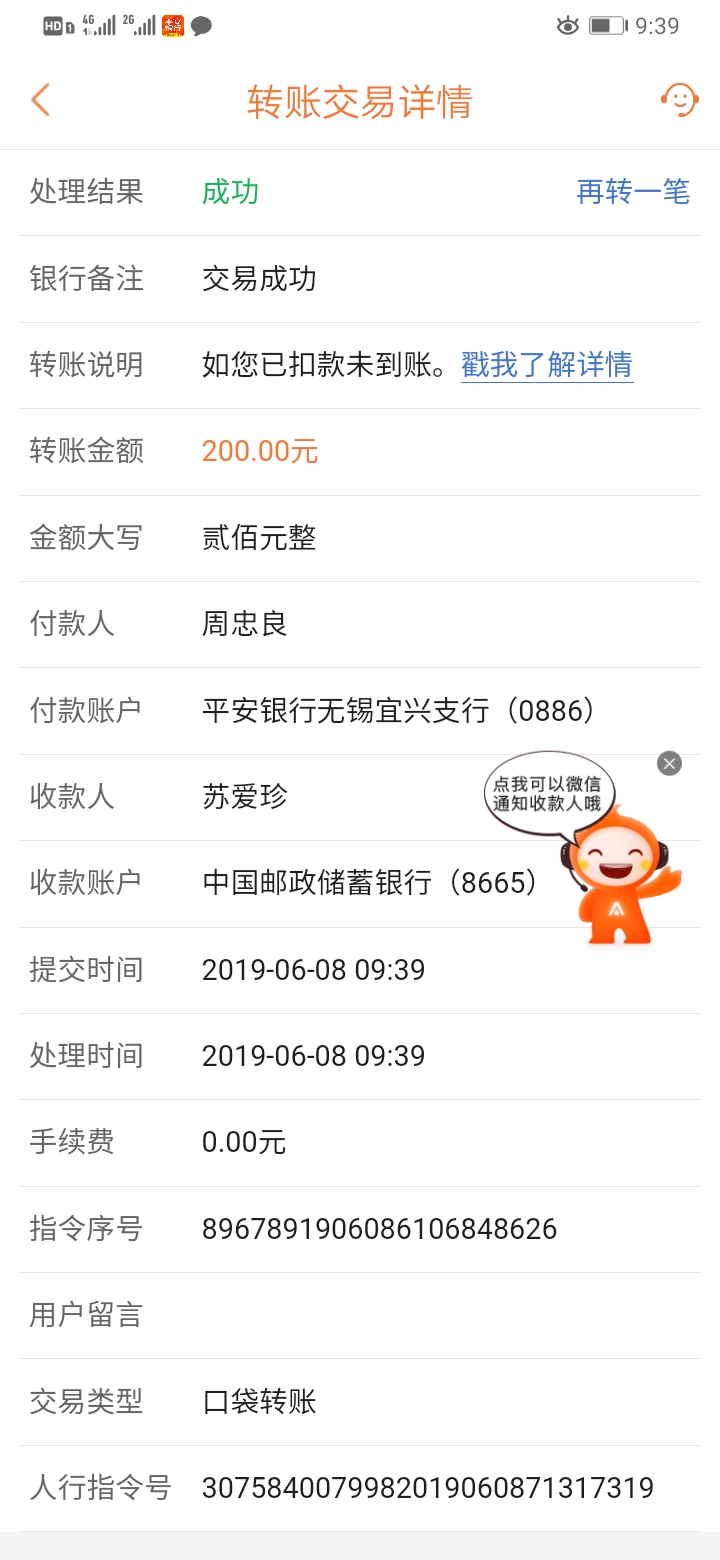 HD 1 4G 2G 9:39
转账交易详情
处理结果 成功 再转一笔
银行备注 交易成功
转账说明 如您已扣款未到账。戳我了解详情
转账金额 200.00元
金额大写 贰佰元整
付款人 周忠良
付款账户 平安银行无锡宜兴支行（0886）
点我可以微信
通知收款人哦
收款人 苏爱珍
收款账户 中国邮政储蓄银行（8665）
提交时间 2019-06-08 09:39
处理时间 2019-06-08 09:39
手续费 0.00元
指令序号 8967891906086106848626
用户留言
交易类型 口袋转账
人行指令号 3075840079982019060871317319